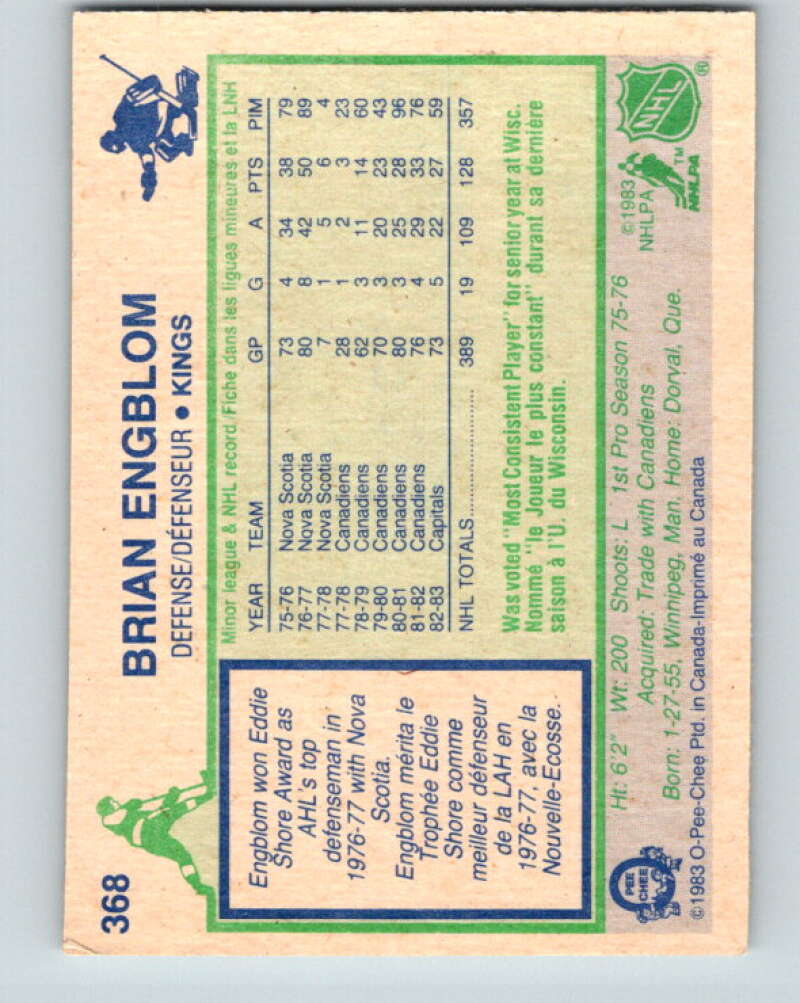 368
BRIAN ENGBLOM
DEFENSE/DÉFENSEUR • KINGS
Engblom won Eddie
Shore Award as
AHL's top
defenseman in
1976-77 with Nova
Scotia.
Engblom mérita le
Trophée Eddie
Shore comme
meilleur défenseur
de la LAH en
1976-77, avec la
Nouvelle-Ecosse.
Minor league & NHL record/Fiche dans les ligues mineures et la LNH
YEAR TEAM GP G A PTS PIM
75-76 Nova Scotia 73 4 34 38 79
76-77 Nova Scotia 80 8 42 50 89
77-78 Nova Scotia 7 1 5 6 4
77-78 Canadiens 28 1 2 3 23
78-79 Canadiens 62 3 11 14 60
79-80 Canadiens 70 3 20 23 43
80-81 Canadiens 80 3 25 28 96
81-82 Canadiens 76 4 29 33 76
82-83 Capitals 73 5 22 27 59
NHL TOTALS.................... 389 19 109 128 357
Was voted "Most Consistent Player" for senior year at Wisc.
Nommé "le Joueur le plus constant" durant sa dernière
saison à l'U. du Wisconsin.
Ht: 6'2" Wt: 200 Shoots: L 1st Pro Season 75-76
Acquired: Trade with Canadiens
Born: 1-27-55, Winnipeg, Man. Home: Dorval, Que.
©1983 O-Pee-Chee Ptd. in Canada-Imprimé au Canada
O PEE CHEE
©1983
NHLPA
NHL ®
NHLPA ™